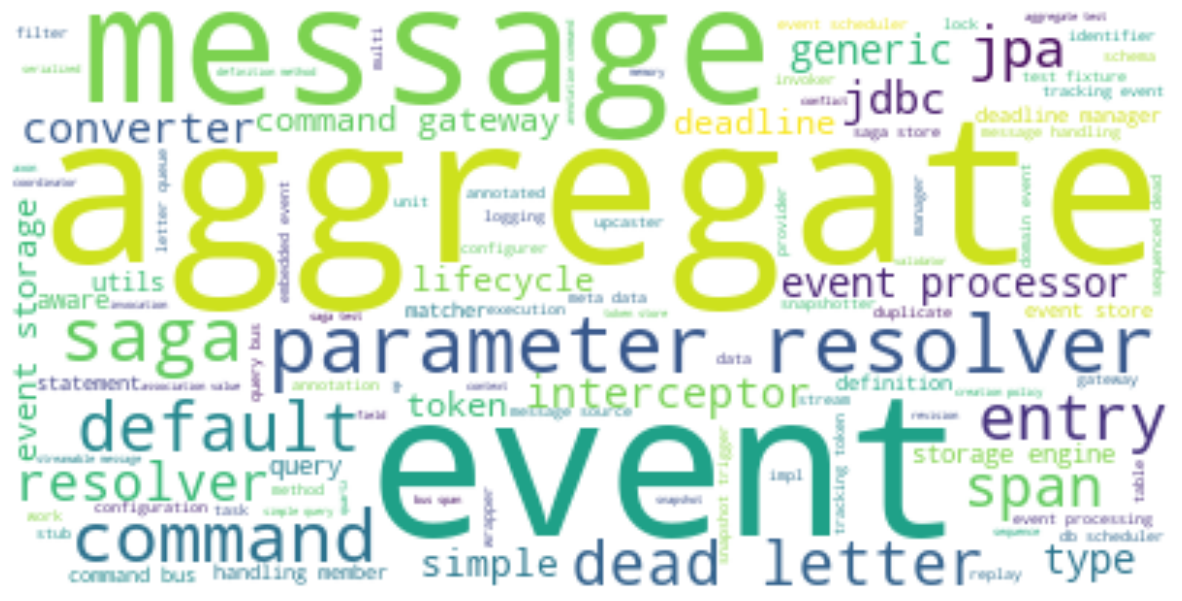 message
aggregate
event
parameter resolver
filter
serialized
definition method
multi
annotation command
memory
event scheduler
lock
aggregate test
identifier
generic
jpa
schema
invoker
test fixture
tracking event
conflict
jdbc
converter
command gateway
deadline
saga store
deadline manager
message handling
axon
coordinator
letter queue
embedded event
unit
annotated
logging
upcaster
configurer
provider
manager
domain event
validator
sequenced dead
event storage
utils
aware
invocation
lifecycle
meta data
matcher
execution
token store
event processor
snapshotter
duplicate
event store
saga
saga test
query bus
data
statement
association value
annotation
context
interceptor
definition
stream
creation policy
gateway
default
field
token
message source
revision
entry
streamable message
resolver
query
method
configuration
task
simple query
work
stub
bus span
wrapper
snapshot
snapshot trigger
impl
tracking token
storage engine
span
table
event processing
sequence
db scheduler
command
command bus
handling member
simple
dead letter
replay
type